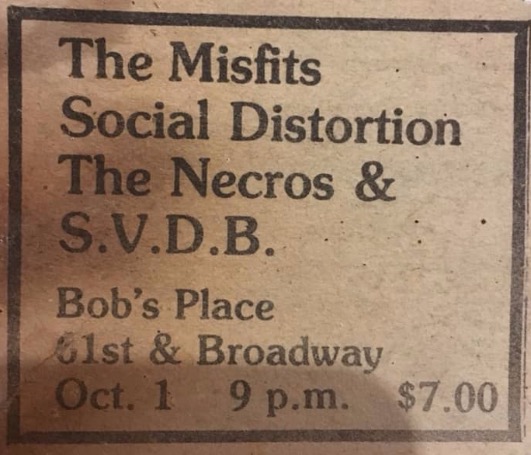 The Misfits
Social Distortion
The Necros &
S.V.D.B.
Bob's Place
61st & Broadway
Oct. 1 9 p.m. $7.00